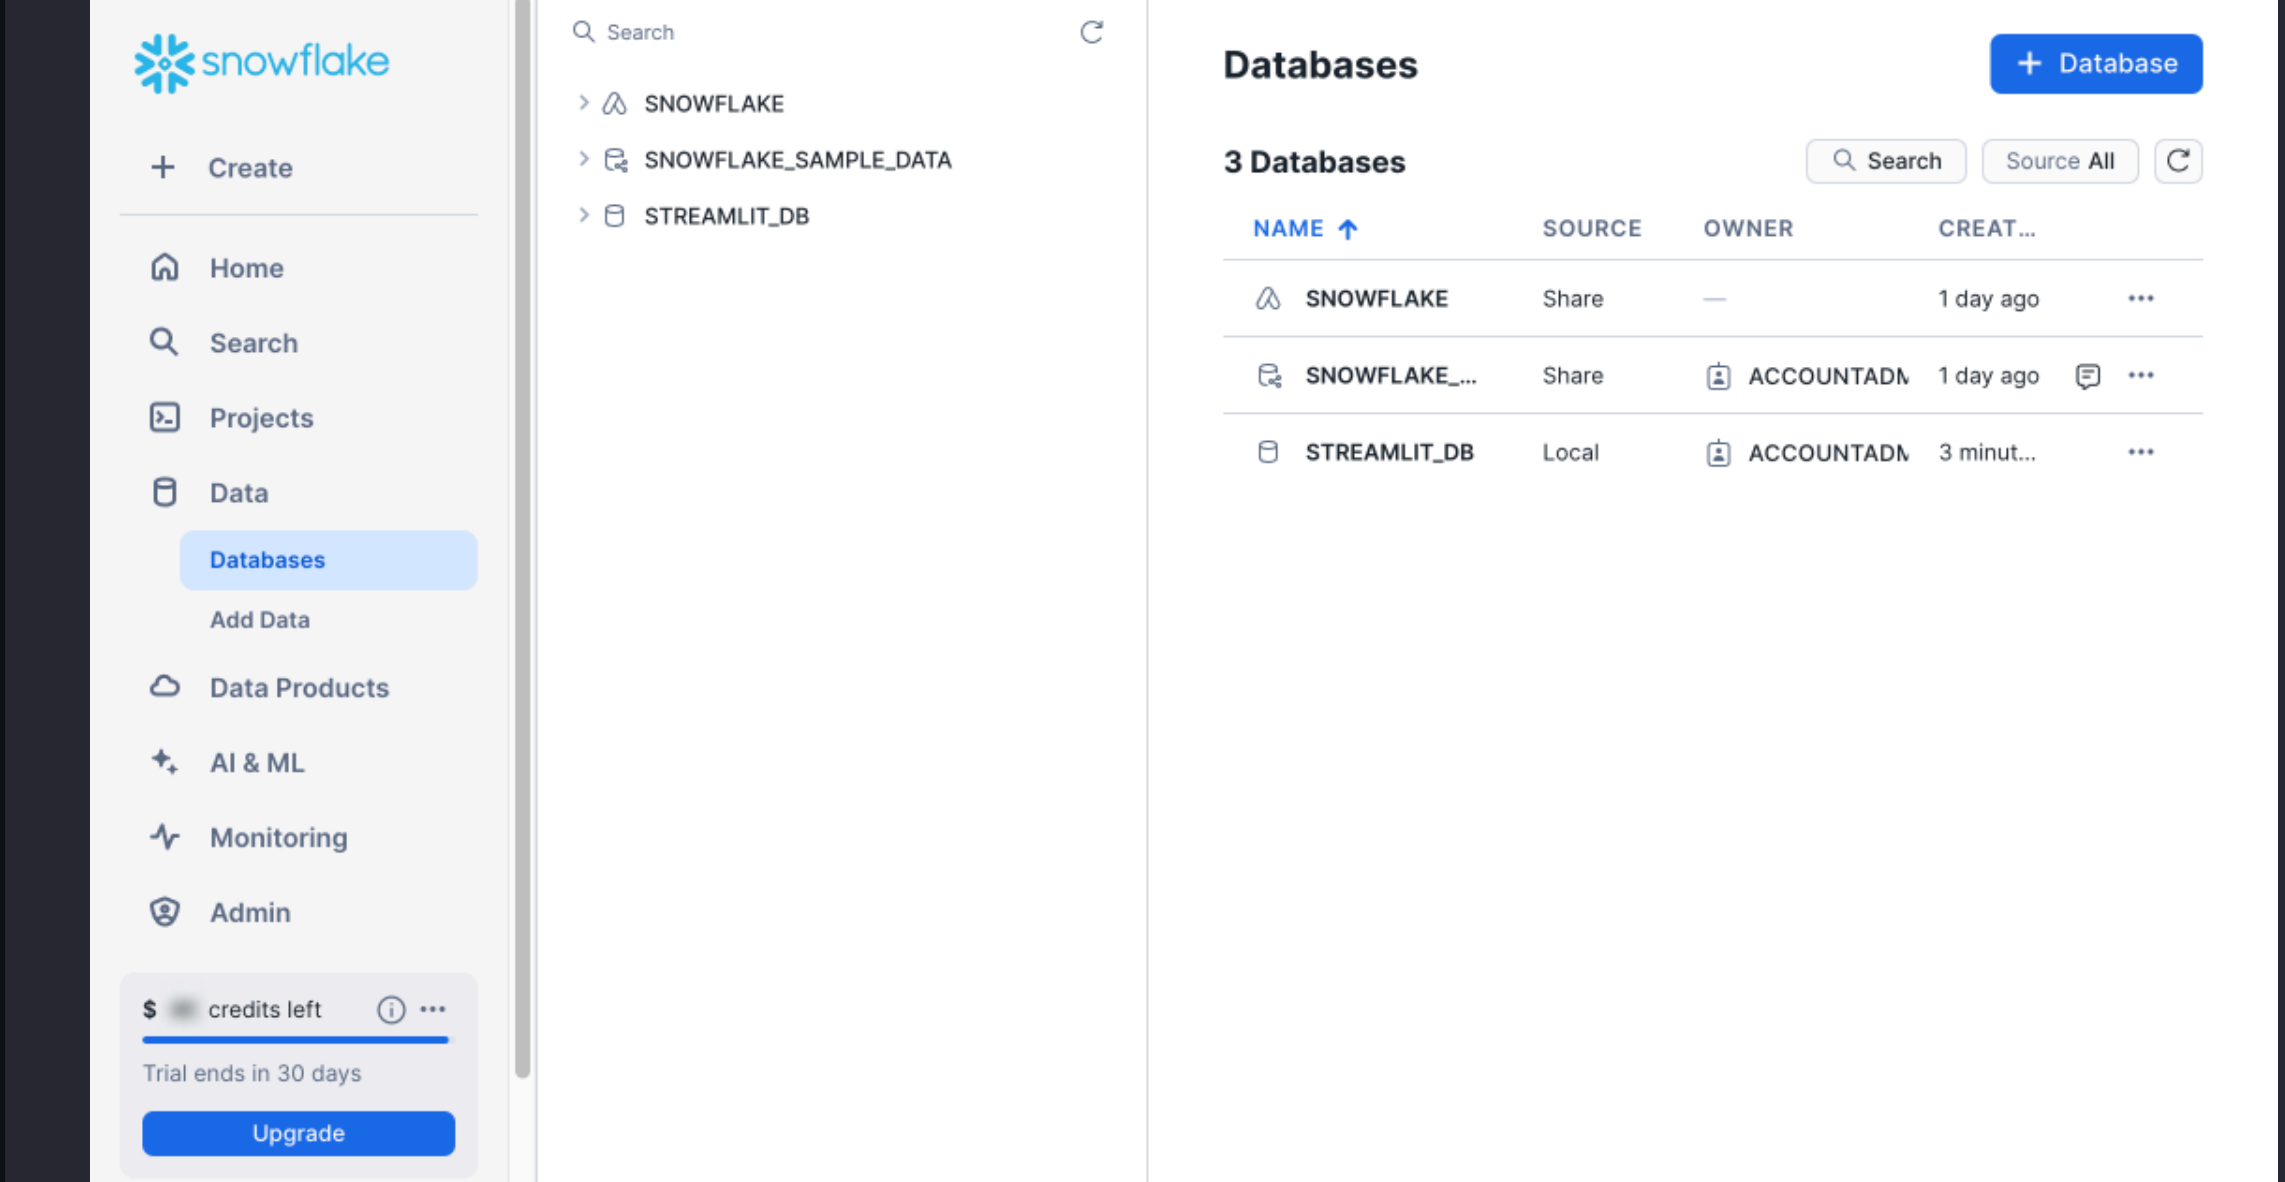 snowflake
Create
Home
Search
Projects
Data
Databases
Add Data
Data Products
AI & ML
Monitoring
Admin
$ credits left
Trial ends in 30 days
Upgrade
Search
SNOWFLAKE
SNOWFLAKE_SAMPLE_DATA
STREAMLIT_DB
Databases
+ Database
3 Databases
Search
Source All
NAME SOURCE OWNER CREAT...
SNOWFLAKE Share — 1 day ago
SNOWFLAKE_... Share ACCOUNTADM 1 day ago
STREAMLIT_DB Local ACCOUNTADM 3 minut...